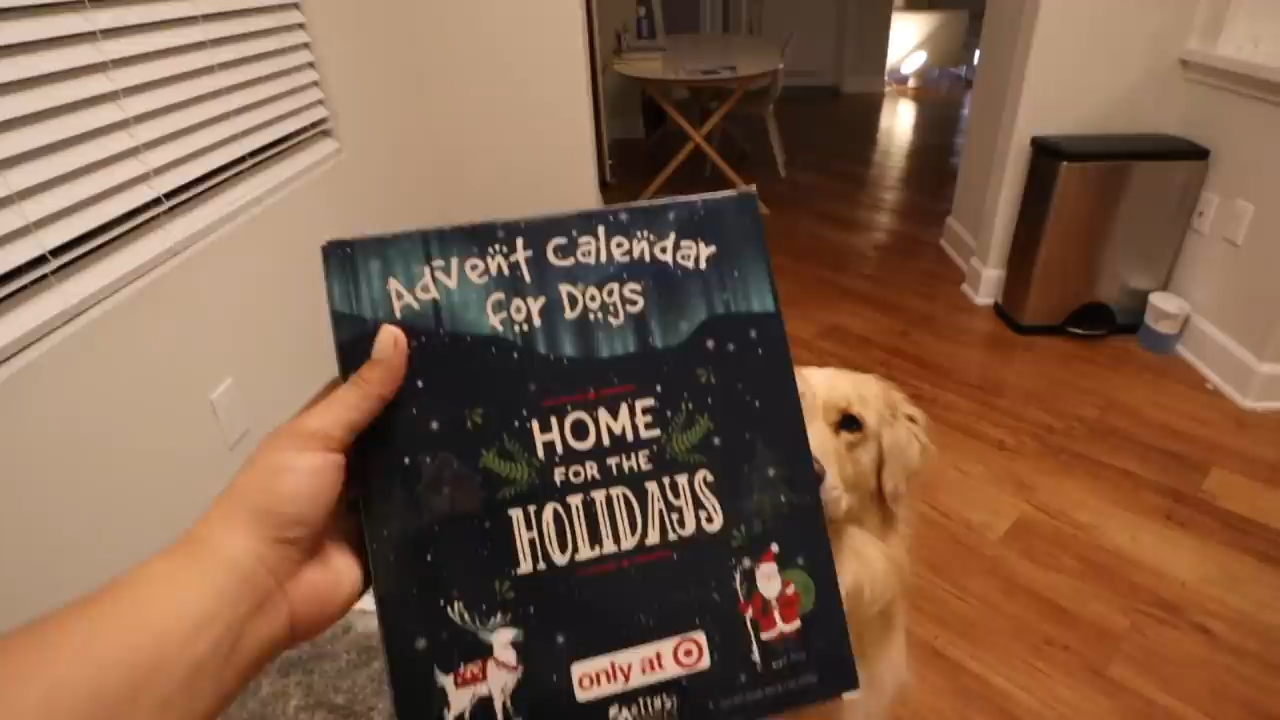 Advent Calendar
for Dogs
HOME
FOR THE
HOLIDAYS
only at